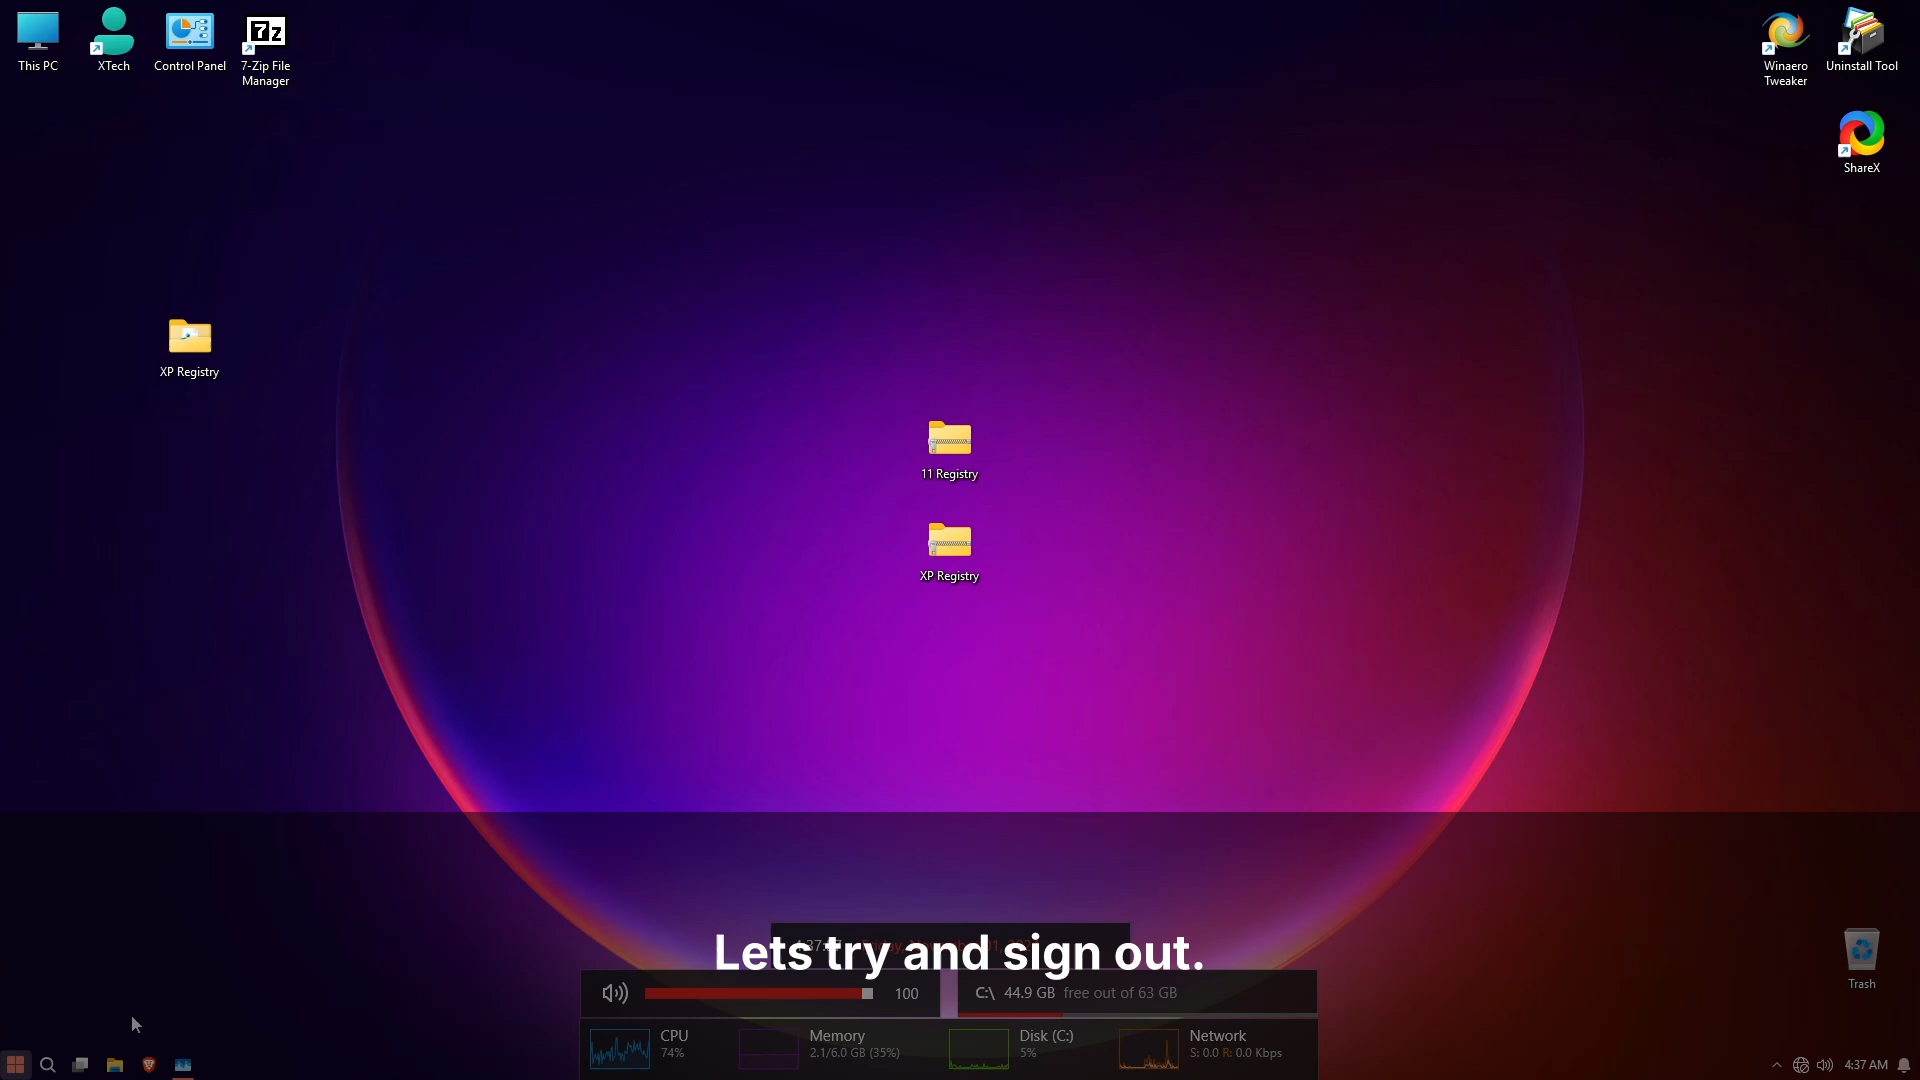 This PC
XTech
Control Panel
7-Zip File
Manager
Winaero
Tweaker
Uninstall Tool
ShareX
XP Registry
11 Registry
XP Registry
Lets try and sign out.
100
C:\ 44.9 GB free out of 63 GB
Trash
CPU
74%
Memory
2.1/6.0 GB (35%)
Disk (C:)
5%
Network
S: 0.0 R: 0.0 Kbps
4:37 AM